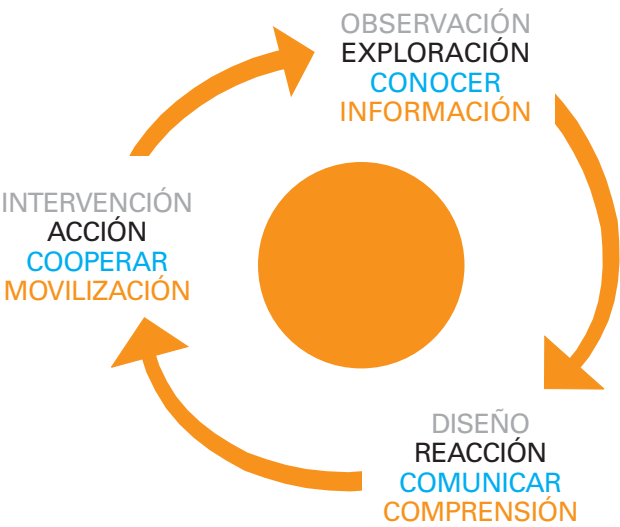 OBSERVACIÓN
EXPLORACIÓN
CONOCER
INFORMACIÓN
INTERVENCIÓN
ACCIÓN
COOPERAR
MOVILIZACIÓN
DISEÑO
REACCIÓN
COMUNICAR
COMPRENSIÓN